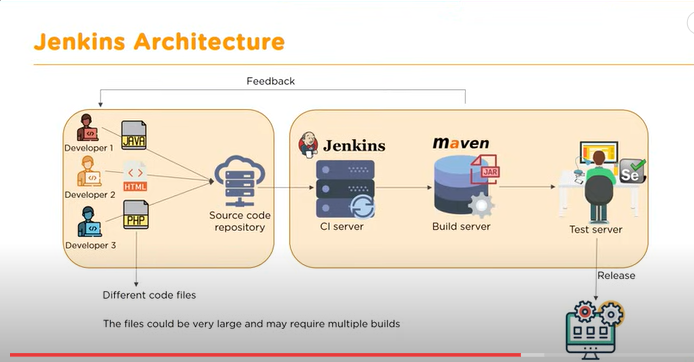 Jenkins Architecture
Feedback
Developer 1
JAVA
Developer 2
HTML
Developer 3
PHP
Source code
repository
Jenkins
CI server
maven
JAR
Build server
Se
Test server
Release
Different code files
The files could be very large and may require multiple builds